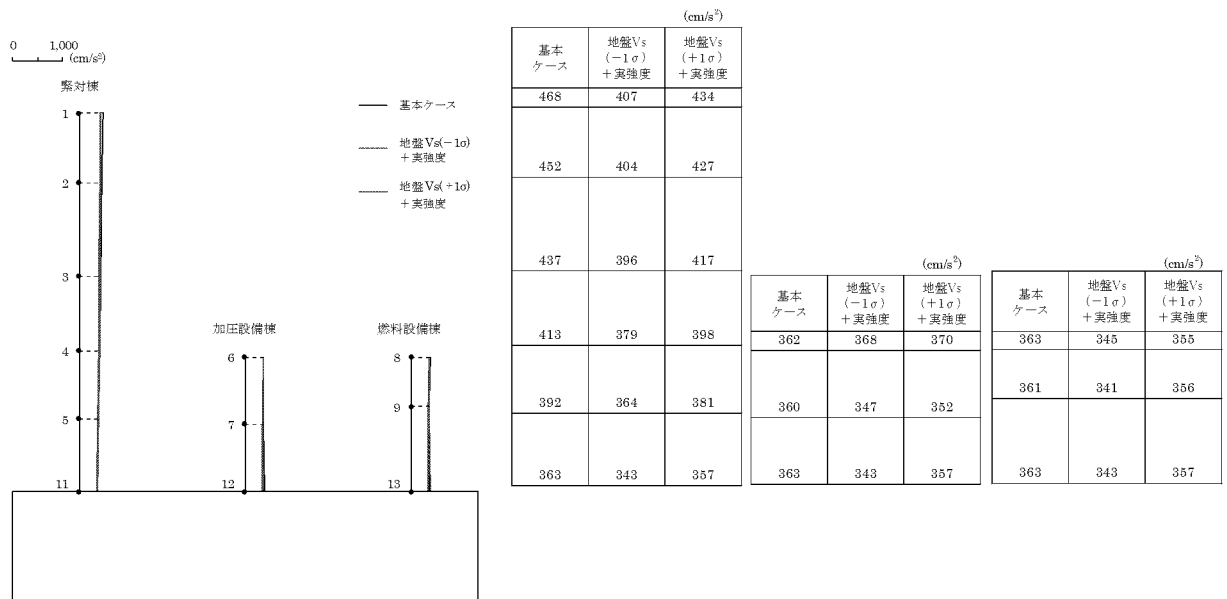 0 1,000
(cm/s²)
緊対棟
1
2
3
4
5
11
加圧設備棟
6
7
12
燃料設備棟
8
9
13
基本ケース
地盤Vs(−1σ)
+実強度
地盤Vs(+1σ)
+実強度
(cm/s²)
基本
ケース
地盤Vs
(−1σ)
+実強度
地盤Vs
(+1σ)
+実強度
468 407 434
452 404 427
437 396 417
413 379 398
392 364 381
363 343 357
(cm/s²)
基本
ケース
地盤Vs
(−1σ)
+実強度
地盤Vs
(+1σ)
+実強度
362 368 370
360 347 352
363 343 357
(cm/s²)
基本
ケース
地盤Vs
(−1σ)
+実強度
地盤Vs
(+1σ)
+実強度
363 345 355
361 341 356
363 343 357